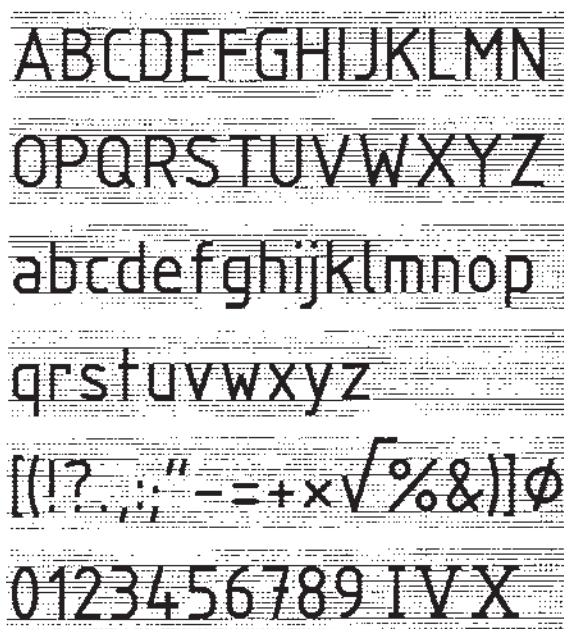 ABCDEFGHIJKLMN
OPQRSTUVWXYZ
abcdefghijklmnop
qrstuvwxyz
[(!?.,:;"-=+×√%&)]ø
0123456789 IVX